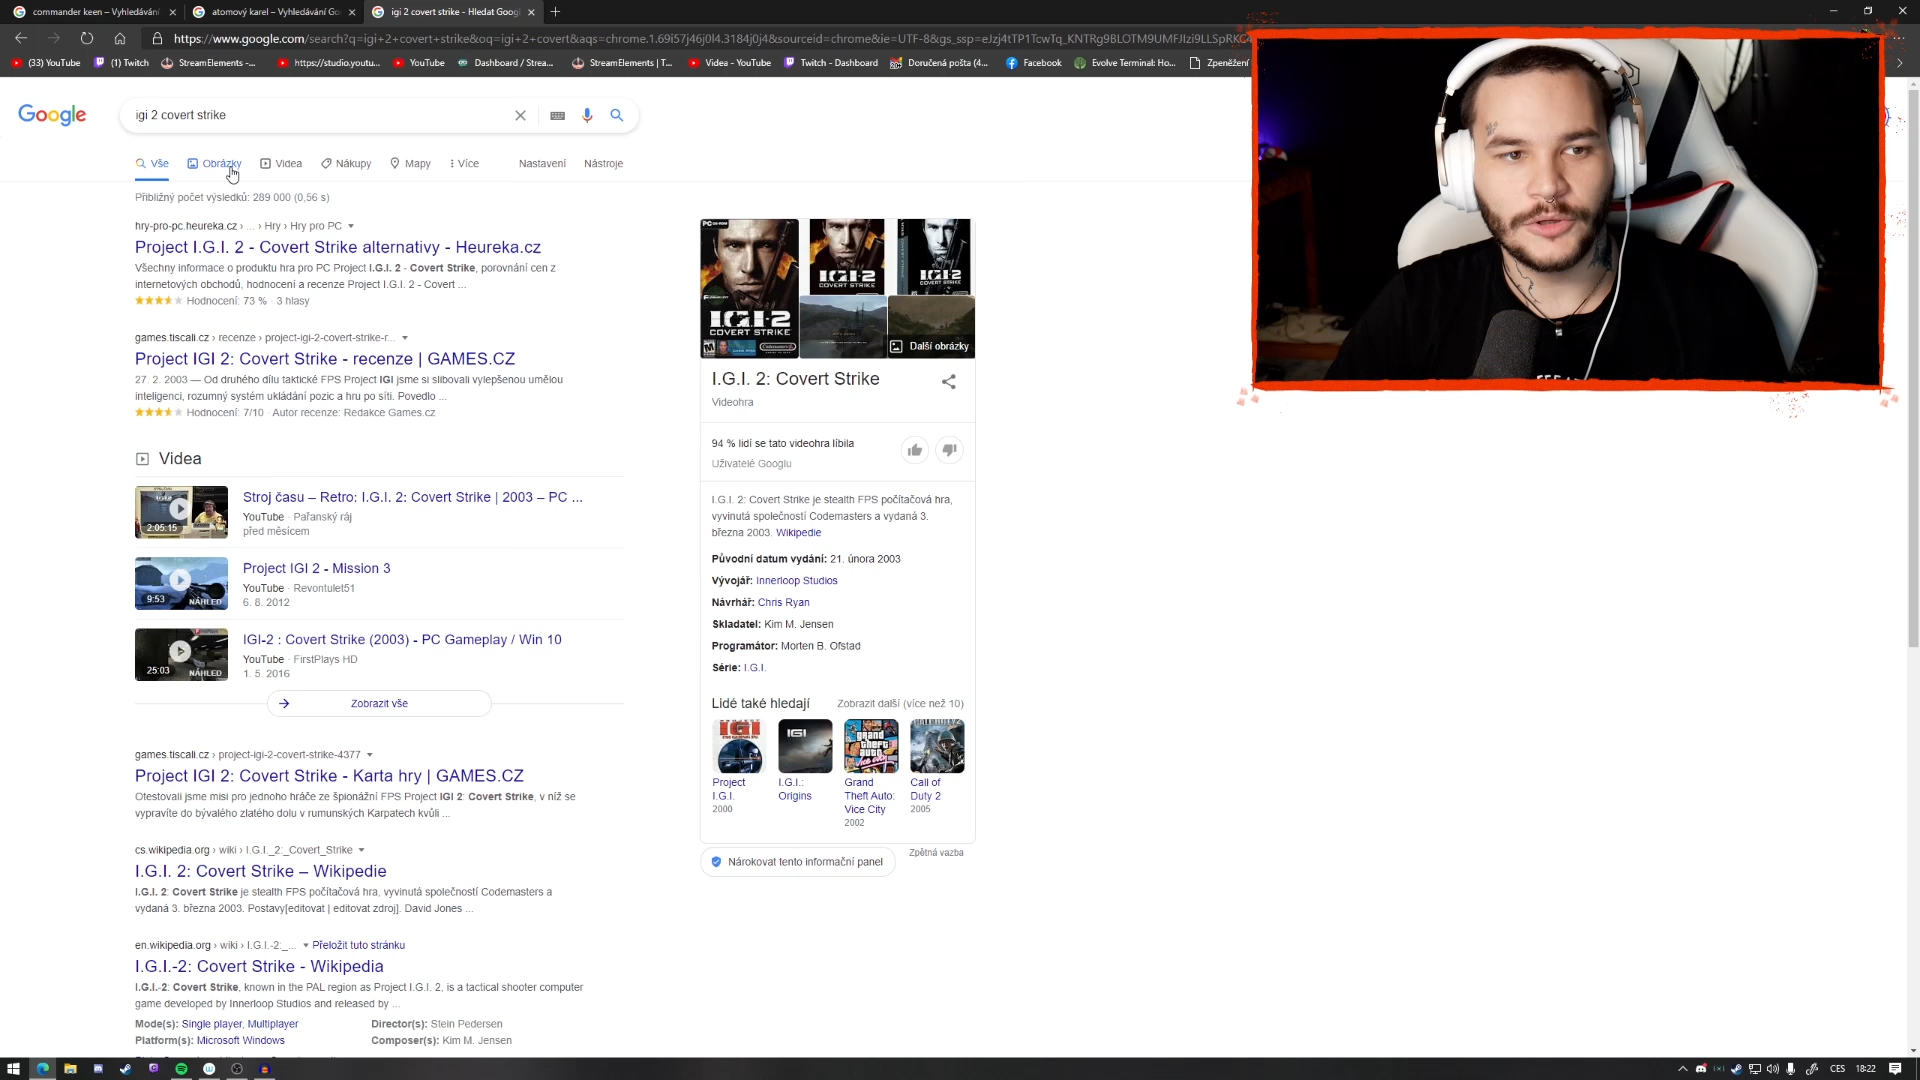 commander keen – Vyhledávání
atomový karel – Vyhledávání Go
igi 2 covert strike - Hledat Googl
https://www.google.com/search?q=igi+2+covert+strike&oq=igi+2+covert&aqs=chrome.1.69i57j46j0l4.3184j0j4&sourceid=chrome&ie=UTF-8&gs_ssp=
(33) YouTube
(1) Twitch
StreamElements -...
https://studio.youtu...
YouTube
Dashboard / Strea...
StreamElements | T...
Videa - YouTube
Twitch - Dashboard
Doručená pošta (4...
Facebook
Evolve Terminal: Ho...
Zpeněžení
Google
igi 2 covert strike
Vše
Obrázky
Videa
Nákupy
Mapy
Více
Nastavení
Nástroje
Přibližný počet výsledků: 289 000 (0,56 s)
hry-pro-pc.heureka.cz › ... › Hry › Hry pro PC
Project I.G.I. 2 - Covert Strike alternativy - Heureka.cz
Všechny informace o produktu hra pro PC Project I.G.I. 2 - Covert Strike, porovnání cen z
internetových obchodů, hodnocení a recenze Project I.G.I. 2 - Covert ...
Hodnocení: 73 % · 3 hlasy
games.tiscali.cz › recenze › project-igi-2-covert-strike-r...
Project IGI 2: Covert Strike - recenze | GAMES.CZ
27. 2. 2003 — Od druhého dílu taktické FPS Project IGI jsme si slibovali vylepšenou umělou
inteligenci, rozumný systém ukládání pozic a hru po síti. Povedlo ...
Hodnocení: 7/10 · Autor recenze: Redakce Games.cz
Videa
2:05:15
Stroj času – Retro: I.G.I. 2: Covert Strike | 2003 – PC ...
YouTube · Pařanský ráj
před měsícem
9:53
NÁHLED
Project IGI 2 - Mission 3
YouTube · Revontulet51
6. 8. 2012
25:03
NÁHLED
IGI-2 : Covert Strike (2003) - PC Gameplay / Win 10
YouTube · FirstPlays HD
1. 5. 2016
Zobrazit vše
games.tiscali.cz › project-igi-2-covert-strike-4377
Project IGI 2: Covert Strike - Karta hry | GAMES.CZ
Otestovali jsme misi pro jednoho hráče ze špionážní FPS Project IGI 2: Covert Strike, v níž se
vypravíte do bývalého zlatého dolu v rumunských Karpatech kvůli ...
cs.wikipedia.org › wiki › I.G.I._2:_Covert_Strike
I.G.I. 2: Covert Strike – Wikipedie
I.G.I. 2: Covert Strike je stealth FPS počítačová hra, vyvinutá společností Codemasters a
vydaná 3. března 2003. Postavy[editovat | editovat zdroj]. David Jones ...
en.wikipedia.org › wiki › I.G.I.-2:_...
Přeložit tuto stránku
I.G.I.-2: Covert Strike - Wikipedia
I.G.I.-2: Covert Strike, known in the PAL region as Project I.G.I. 2, is a tactical shooter computer
game developed by Innerloop Studios and released by ...
Mode(s): Single player, Multiplayer
Director(s): Stein Pedersen
Platform(s): Microsoft Windows
Composer(s): Kim M. Jensen
IGI·2
COVERT STRIKE
IGI·2
COVERT STRIKE
IGI·2
COVERT STRIKE
Další obrázky
I.G.I. 2: Covert Strike
Videohra
94 % lidí se tato videohra líbila
Uživatelé Googlu
I.G.I. 2: Covert Strike je stealth FPS počítačová hra,
vyvinutá společností Codemasters a vydaná 3.
března 2003. Wikipedie
Původní datum vydání: 21. února 2003
Vývojář: Innerloop Studios
Návrhář: Chris Ryan
Skladatel: Kim M. Jensen
Programátor: Morten B. Ofstad
Série: I.G.I.
Lidé také hledají
Zobrazit další (více než 10)
IGI
IGI
grand
theft
auto
Project
I.G.I.
2000
I.G.I.:
Origins
Grand
Theft Auto:
Vice City
2002
Call of
Duty 2
2005
Nárokovat tento informační panel
Zpětná vazba
CES
18:22